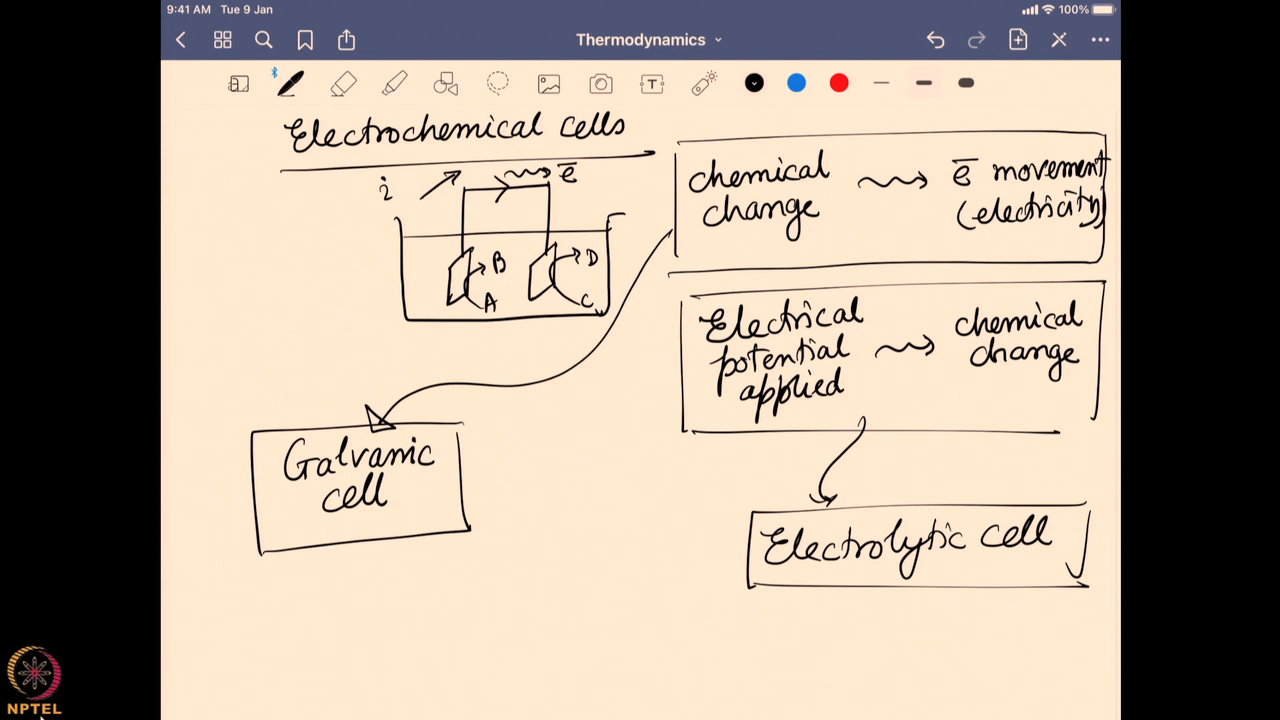 9:41 AM Tue 9 Jan
100%
Thermodynamics
T
Electrochemical cells
i
ē
B
A
D
C
chemical change
ē movement (electricity)
Electrical potential applied
chemical change
Galvanic cell
Electrolytic cell
NPTEL